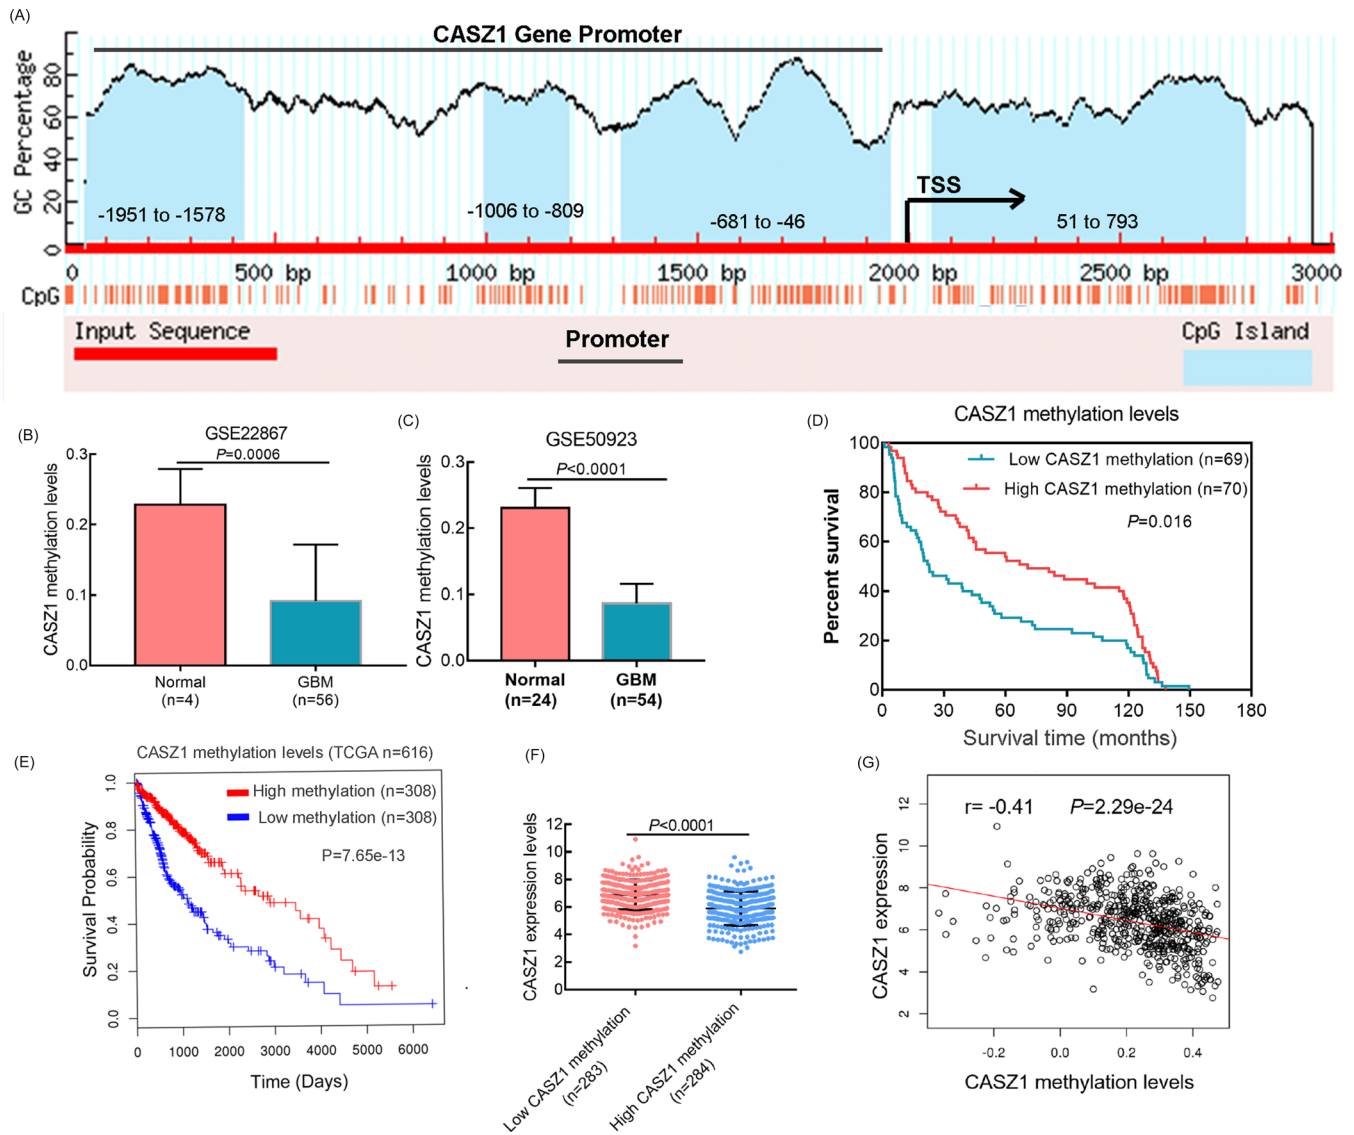 (A)
CASZ1 Gene Promoter
GC Percentage
80
60
40
20
0
-1951 to -1578
-1006 to -809
-681 to -46
TSS
51 to 793
0
500 bp
1000 bp
1500 bp
2000 bp
2500 bp
3000
CpG
Input Sequence
Promoter
CpG Island
(B)
GSE22867
P=0.0006
CASZ1 methylation levels
0.3
0.2
0.1
0.0
Normal
(n=4)
GBM
(n=56)
(C)
GSE50923
P<0.0001
CASZ1 methylation levels
0.3
0.2
0.1
0.0
Normal
(n=24)
GBM
(n=54)
(D)
CASZ1 methylation levels
Low CASZ1 methylation (n=69)
High CASZ1 methylation (n=70)
P=0.016
Percent survival
100
80
60
40
20
0
0 30 60 90 120 150 180
Survival time (months)
(E)
CASZ1 methylation levels (TCGA n=616)
High methylation (n=308)
Low methylation (n=308)
P=7.65e-13
Survival Probability
1.0
0.8
0.6
0.4
0.2
0.0
0 1000 2000 3000 4000 5000 6000
Time (Days)
(F)
P<0.0001
CASZ1 expression levels
12
10
8
6
4
2
0
Low CASZ1 methylation
(n=283)
High CASZ1 methylation
(n=284)
(G)
r= -0.41 P=2.29e-24
CASZ1 expression
12
10
8
6
4
2
-0.2 0.0 0.2 0.4
CASZ1 methylation levels